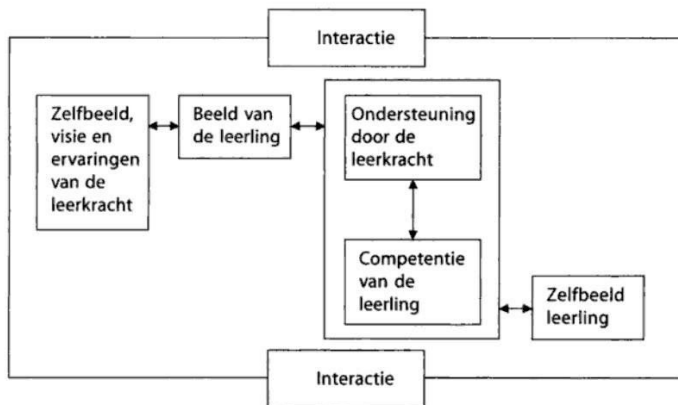 Interactie
Zelfbeeld,
visie en
ervaringen
van de
leerkracht
Beeld van
de leerling
Ondersteuning
door de
leerkracht
Competentie
van de
leerling
Zelfbeeld
leerling
Interactie